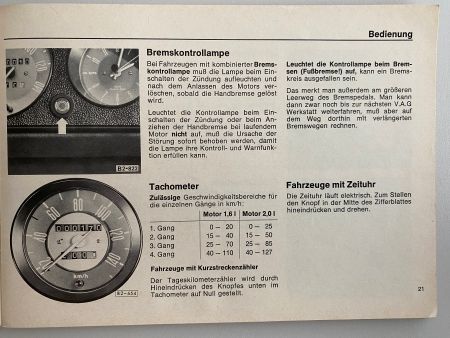 Bedienung
Bremskontrollampe
Bei Fahrzeugen mit kombinierter Brems-
kontrollampe muß die Lampe beim Ein-
schalten der Zündung aufleuchten und
nach dem Anlassen des Motors ver-
löschen, sobald die Handbremse gelöst
wird.
Leuchtet die Kontrollampe beim Ein-
schalten der Zündung oder beim An-
ziehen der Handbremse bei laufendem
Motor nicht auf, muß die Ursache der
Störung sofort behoben werden, damit
die Lampe ihre Kontroll- und Warnfunk-
tion erfüllen kann.
Leuchtet die Kontrollampe beim Brem-
sen (Fußbremse!) auf, kann ein Brems-
kreis ausgefallen sein.
Das merkt man außerdem am größeren
Leerweg des Bremspedals. Man kann
dann zwar noch bis zur nächsten V.A.G
Werkstatt weiterfahren, muß aber auf
dem Weg dorthin mit verlängerten
Bremswegen rechnen.
B2-822
Tachometer
Zulässige Geschwindigkeitsbereiche für
die einzelnen Gänge in km/h:
Motor 1,6 l Motor 2,0 l
1. Gang 0 — 20 0 — 25
2. Gang 15 — 40 15 — 50
3. Gang 25 — 70 25 — 85
4. Gang 40 — 110 40 — 127
Fahrzeuge mit Kurzstreckenzähler
Der Tageskilometerzähler wird durch
Hineindrücken des Knopfes unten im
Tachometer auf Null gestellt.
Fahrzeuge mit Zeituhr
Die Zeituhr läuft elektrisch. Zum Stellen
den Knopf in der Mitte des Zifferblattes
hineindrücken und drehen.
km/h
B2-654
21